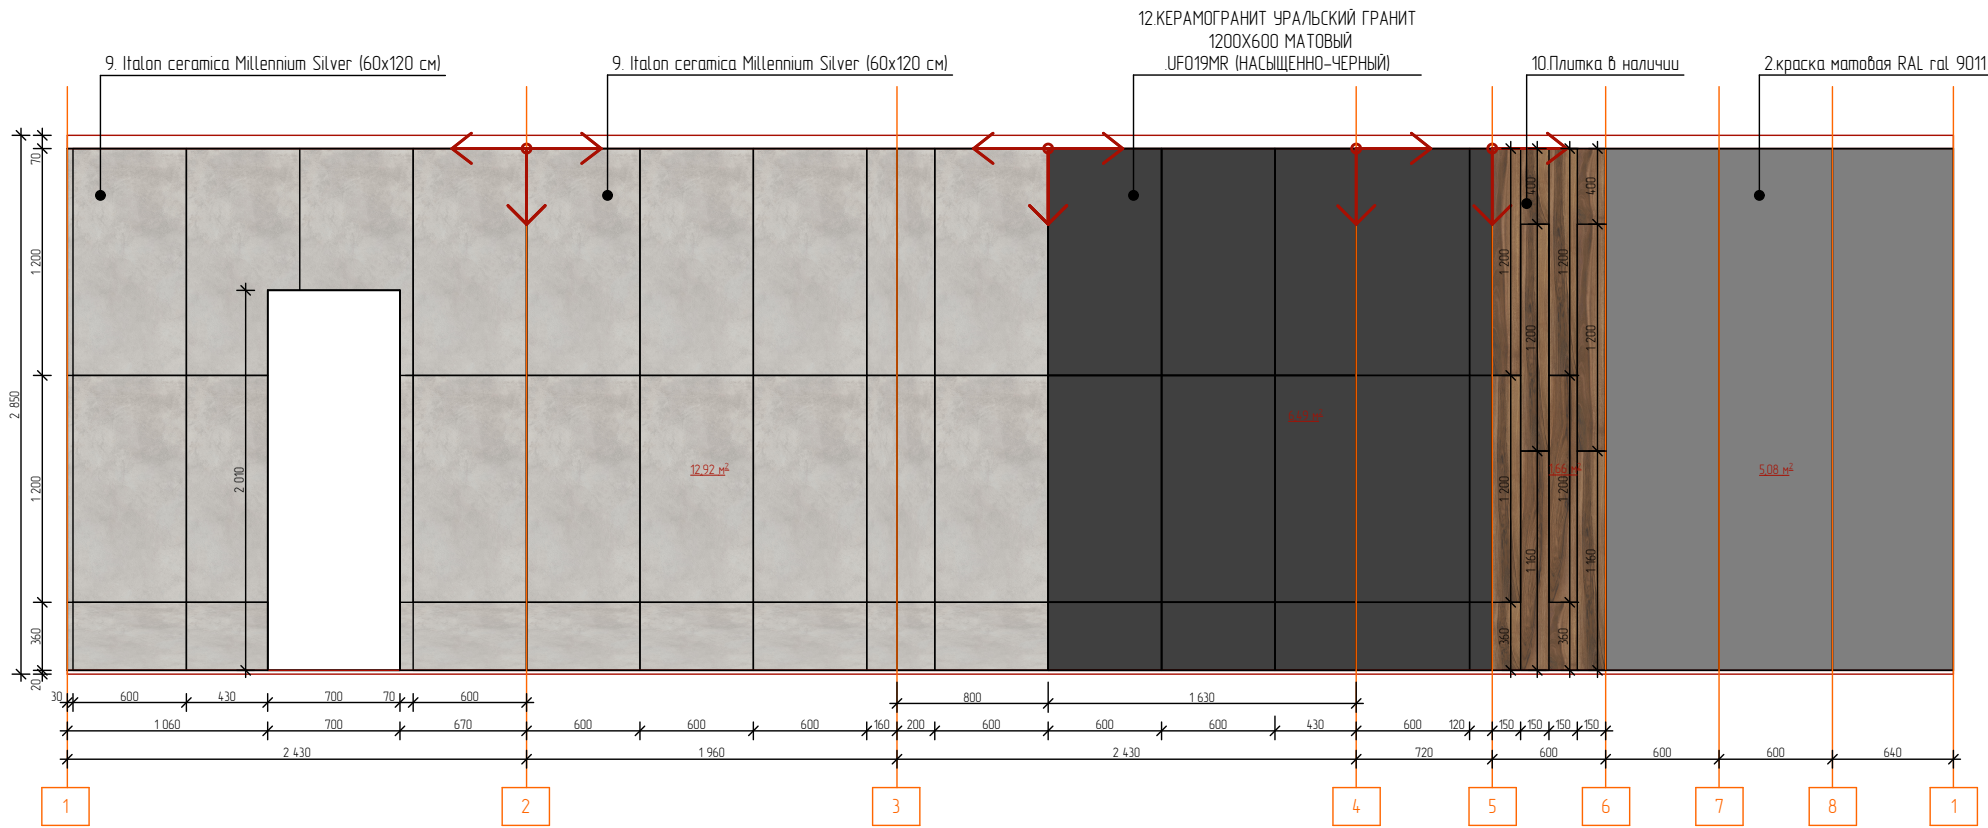 12.КЕРАМОГРАНИТ УРАЛЬСКИЙ ГРАНИТ
1200Х600 МАТОВЫЙ
.UF019MR (НАСЫЩЕННО-ЧЕРНЫЙ)
9. Italon ceramica Millennium Silver (60x120 см)
9. Italon ceramica Millennium Silver (60x120 см)
10.Плитка в наличии
2.краска матовая RAL ral 9011
70
1 200
1 200
360
20
2 850
2 010
12,92 м²
5,08 м²
400
400
1 200
1 200
1 200
1 200
1 200
1 200
1 160
1 160
360
360
30 600 430 700 70 600
800 1 630
1 060 700 670 600 600 600 160 200 600 600 600 430 600 120 150 150 150 150
2 430 1 960 2 430 720 600 600 600 640
1 2 3 4 5 6 7 8 1